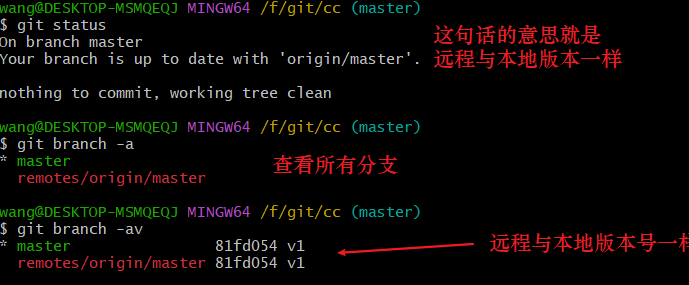 wang@DESKTOP-MSMQEQJ MINGW64 /f/git/cc (master)
$ git status
On branch master
Your branch is up to date with 'origin/master'.
这句话的意思就是
远程与本地版本一样
nothing to commit, working tree clean
wang@DESKTOP-MSMQEQJ MINGW64 /f/git/cc (master)
$ git branch -a
* master
remotes/origin/master
查看所有分支
wang@DESKTOP-MSMQEQJ MINGW64 /f/git/cc (master)
$ git branch -av
* master 81fd054 v1
remotes/origin/master 81fd054 v1
远程与本地版本号一样